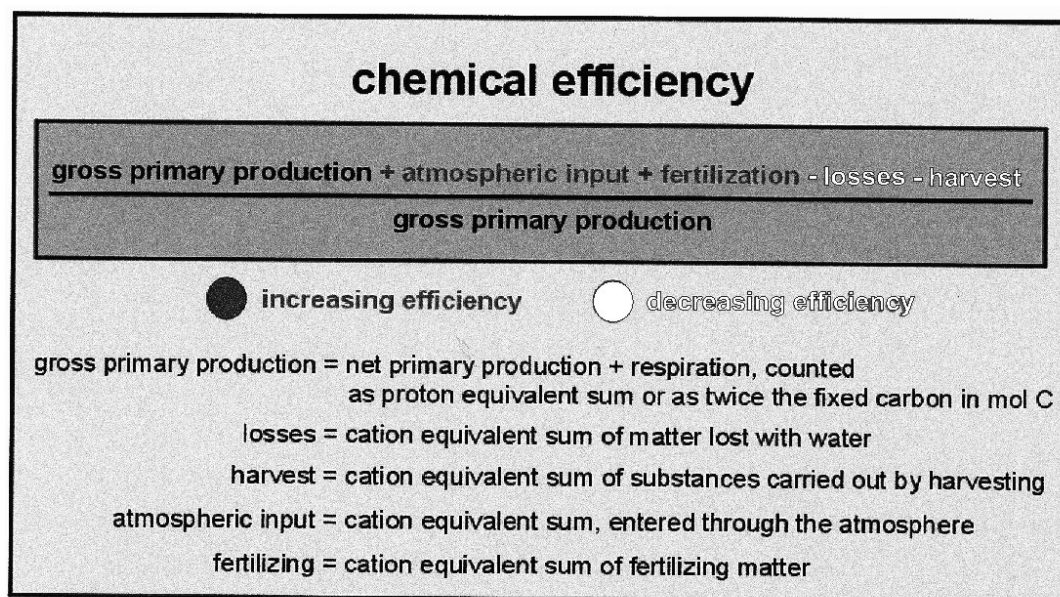 chemical efficiency
gross primary production + atmospheric input + fertilization - losses - harvest
gross primary production
increasing efficiency
decreasing efficiency
gross primary production = net primary production + respiration, counted
as proton equivalent sum or as twice the fixed carbon in mol C
losses = cation equivalent sum of matter lost with water
harvest = cation equivalent sum of substances carried out by harvesting
atmospheric input = cation equivalent sum, entered through the atmosphere
fertilizing = cation equivalent sum of fertilizing matter